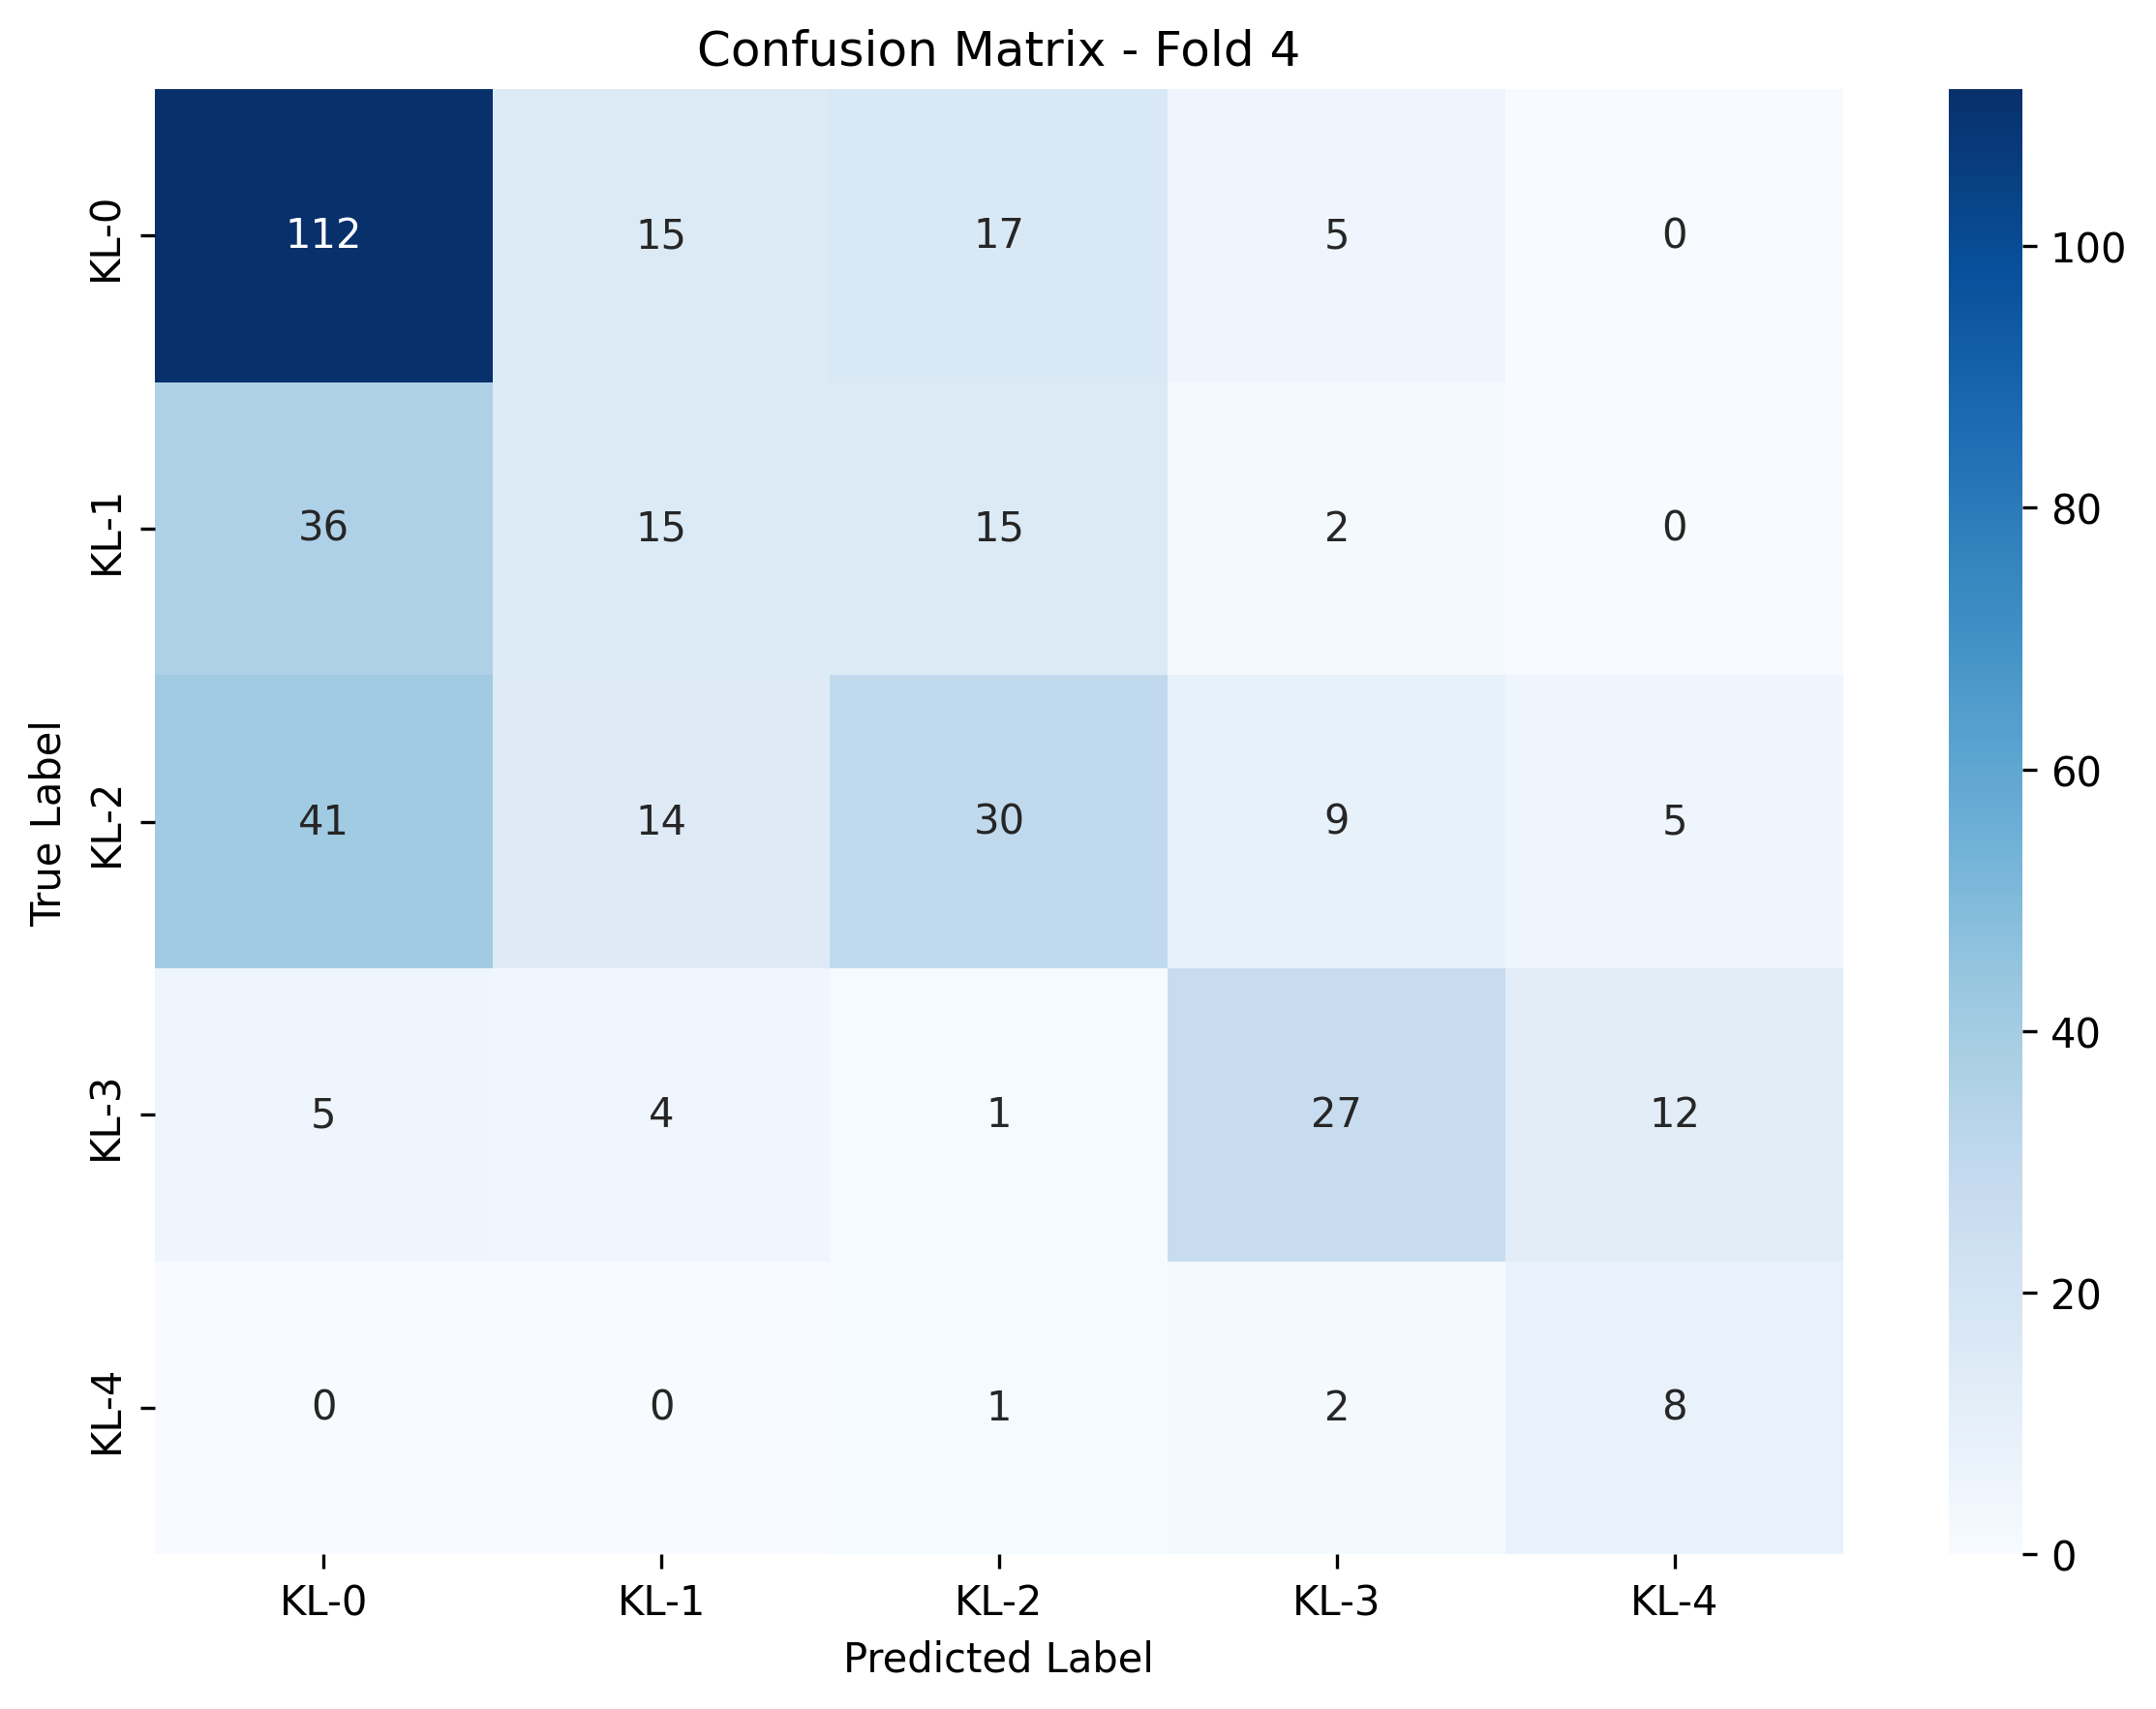 Confusion Matrix - Fold 4
True Label
KL-0 112 15 17 5 0
KL-1 36 15 15 2 0
KL-2 41 14 30 9 5
KL-3 5 4 1 27 12
KL-4 0 0 1 2 8
KL-0 KL-1 KL-2 KL-3 KL-4
Predicted Label
100
80
60
40
20
0